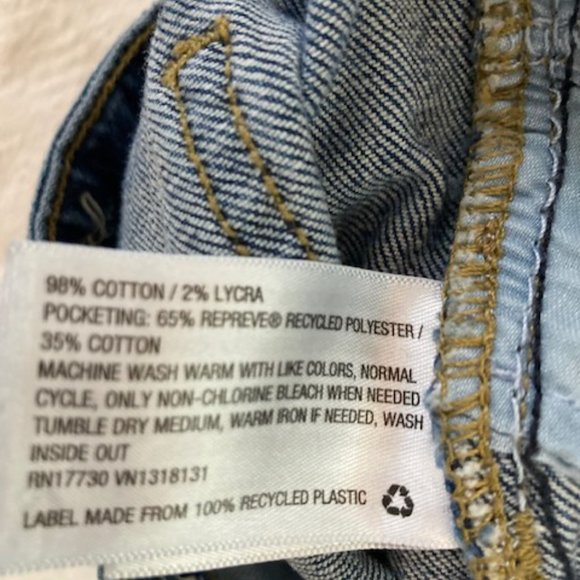 98% COTTON / 2% LYCRA
POCKETING: 65% REPREVE® RECYCLED POLYESTER /
35% COTTON
MACHINE WASH WARM WITH LIKE COLORS, NORMAL
CYCLE, ONLY NON-CHLORINE BLEACH WHEN NEEDED
TUMBLE DRY MEDIUM, WARM IRON IF NEEDED, WASH
INSIDE OUT
RN17730 VN1318131
LABEL MADE FROM 100% RECYCLED PLASTIC